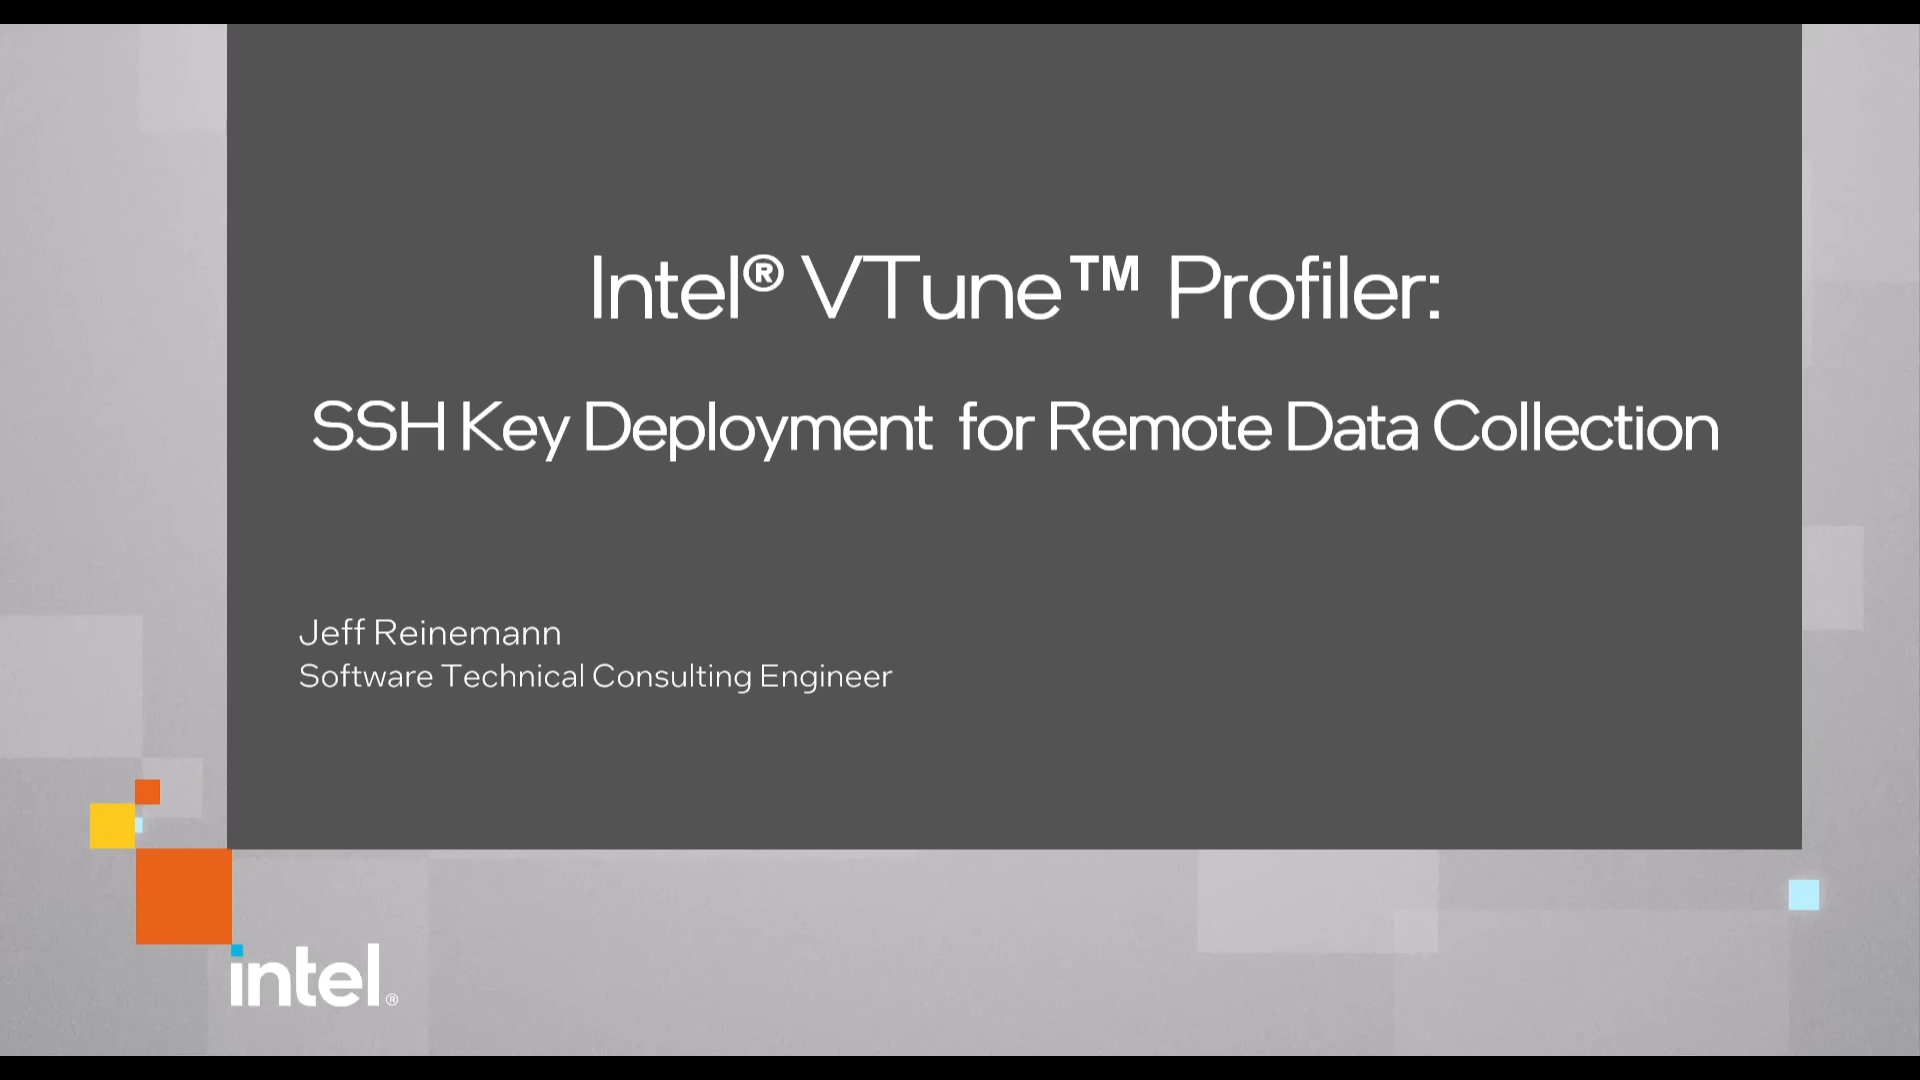 Intel® VTune™ Profiler:
SSH Key Deployment for Remote Data Collection
Jeff Reinemann
Software Technical Consulting Engineer
intel®